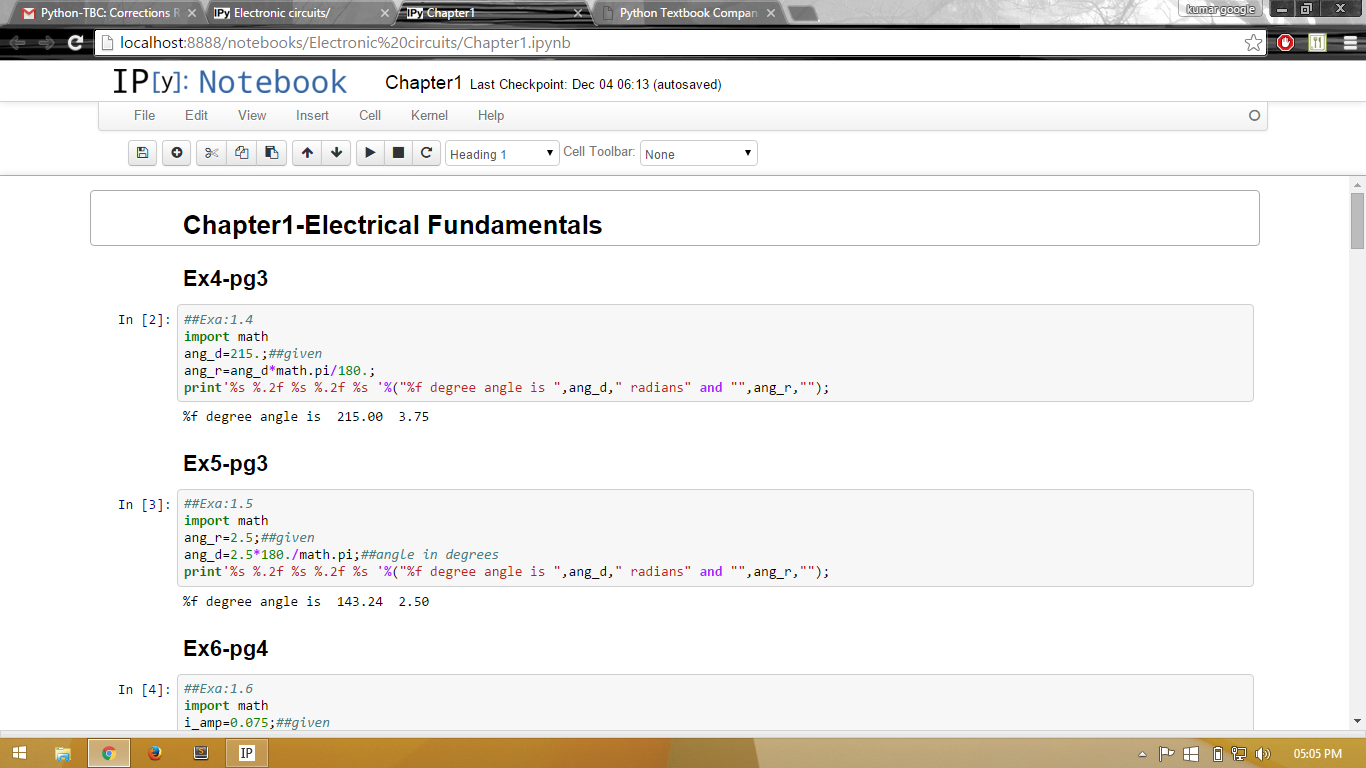 Python-TBC: Corrections R
Electronic circuits/
Chapter1
Python Textbook Compan
kumar google
localhost:8888/notebooks/Electronic%20circuits/Chapter1.ipynb
IP[y]: Notebook
Chapter1 Last Checkpoint: Dec 04 06:13 (autosaved)
File Edit View Insert Cell Kernel Help
Heading 1 Cell Toolbar: None
Chapter1-Electrical Fundamentals
Ex4-pg3
In [2]: ##Exa:1.4
import math
ang_d=215.;##given
ang_r=ang_d*math.pi/180.;
print'%s %.2f %s %.2f %s '%("%f degree angle is ",ang_d," radians" and "",ang_r,"");
%f degree angle is  215.00  3.75
Ex5-pg3
In [3]: ##Exa:1.5
import math
ang_r=2.5;##given
ang_d=2.5*180./math.pi;##angle in degrees
print'%s %.2f %s %.2f %s '%("%f degree angle is ",ang_d," radians" and "",ang_r,"");
%f degree angle is  143.24  2.50
Ex6-pg4
In [4]: ##Exa:1.6
import math
i_amp=0.075;##given
IP
05:05 PM